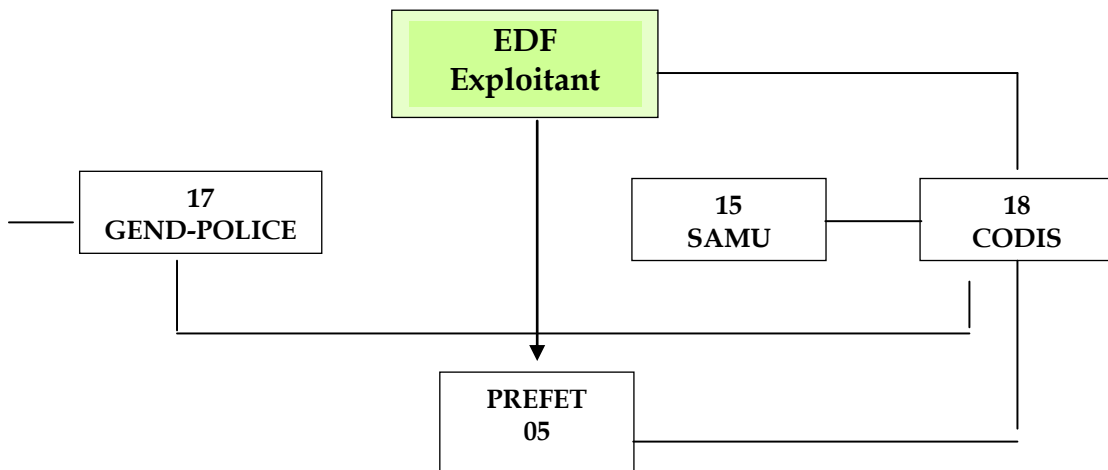 EDF
Exploitant
17
GEND-POLICE
15
SAMU
18
CODIS
PREFET
05